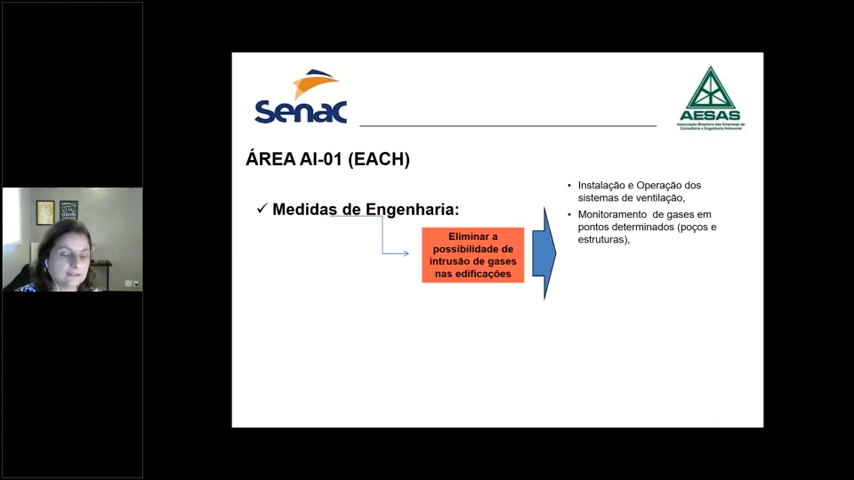 senac
AESAS
Associação Brasileira das Empresas de
Consultoria e Engenharia Ambiental
ÁREA AI-01 (EACH)
✓ Medidas de Engenharia:
Eliminar a
possibilidade de
intrusão de gases
nas edificações
• Instalação e Operação dos
sistemas de ventilação,
• Monitoramento de gases em
pontos determinados (poços e
estruturas),